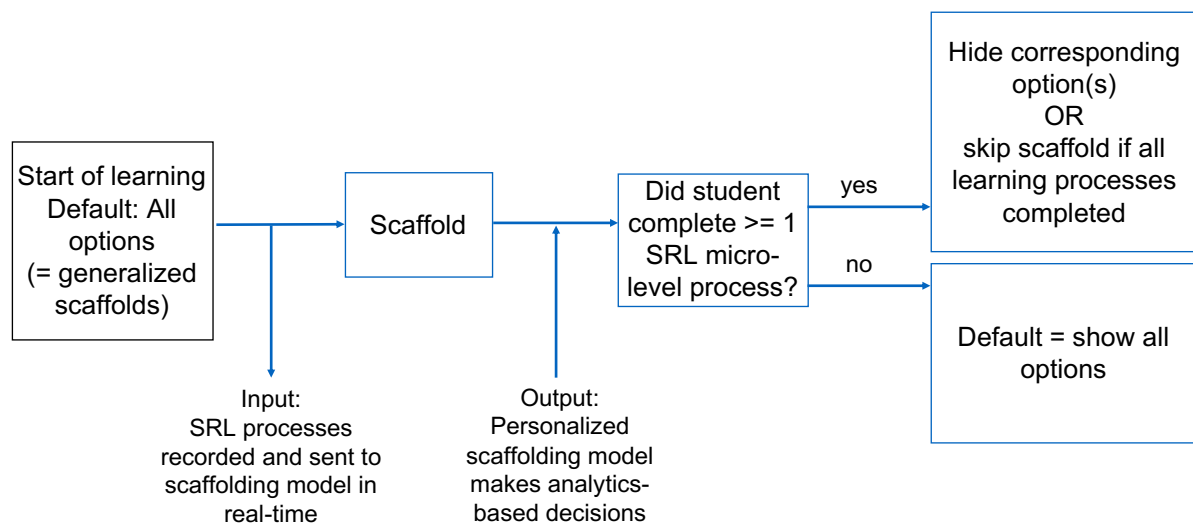 Start of learning
Default: All
options
(= generalized
scaffolds)
Input:
SRL processes
recorded and sent to
scaffolding model in
real-time
Scaffold
Output:
Personalized
scaffolding model
makes analytics-
based decisions
Did student
complete >= 1
SRL micro-
level process?
yes
Hide corresponding
option(s)
OR
skip scaffold if all
learning processes
completed
no
Default = show all
options